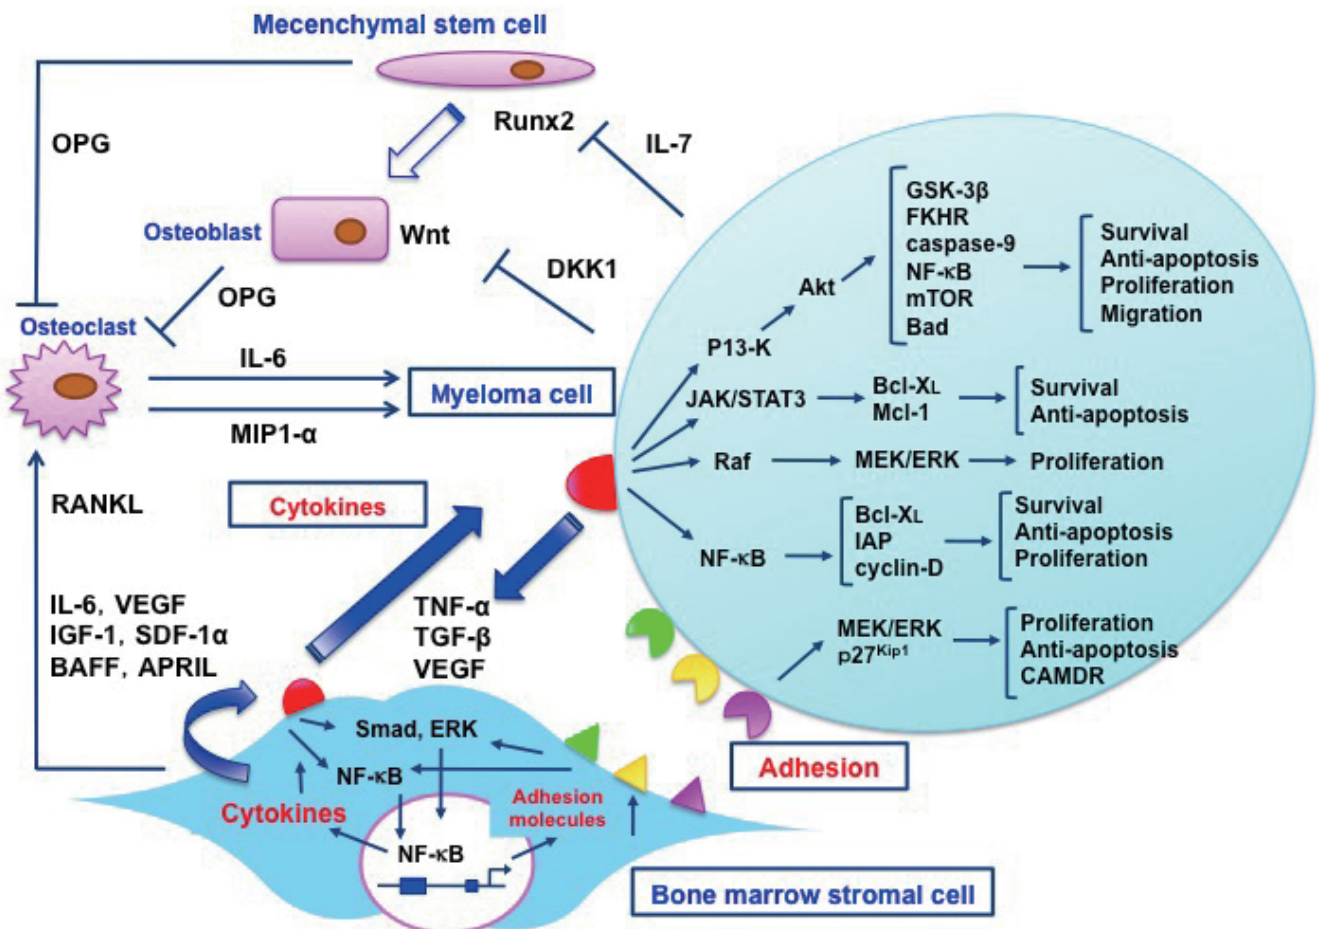 Mecenchymal stem cell
OPG
Runx2
IL-7
Osteoblast
Wnt
OPG
DKK1
Osteoclast
IL-6
MIP1-α
Myeloma cell
RANKL
Cytokines
IL-6, VEGF
IGF-1, SDF-1α
BAFF, APRIL
TNF-α
TGF-β
VEGF
GSK-3β
FKHR
caspase-9
NF-κB
mTOR
Bad
Survival
Anti-apoptosis
Proliferation
Migration
Akt
P13-K
JAK/STAT3
Bcl-XL
Mcl-1
Survival
Anti-apoptosis
Raf
MEK/ERK
Proliferation
NF-κB
Bcl-XL
IAP
cyclin-D
Survival
Anti-apoptosis
Proliferation
MEK/ERK
p27Kip1
Proliferation
Anti-apoptosis
CAMDR
Adhesion
Smad, ERK
NF-κB
Cytokines
Adhesion
molecules
NF-κB
Bone marrow stromal cell